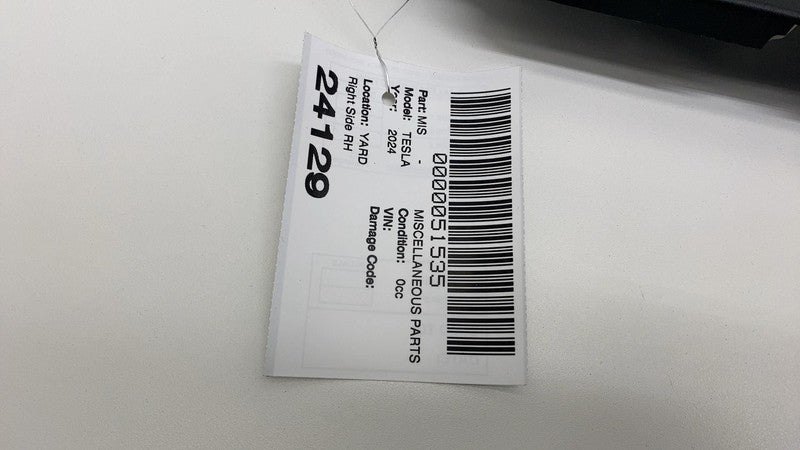 0000051535
Part: MIS - MISCELLANEOUS PARTS
Model: TESLA Condition: 0cc
Year: 2024 VIN:
Damage Code:
Location: YARD
Right Side RH
24129